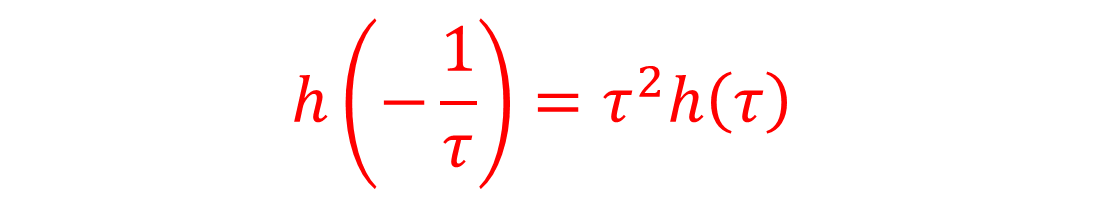 h(-1/τ) = τ²h(τ)